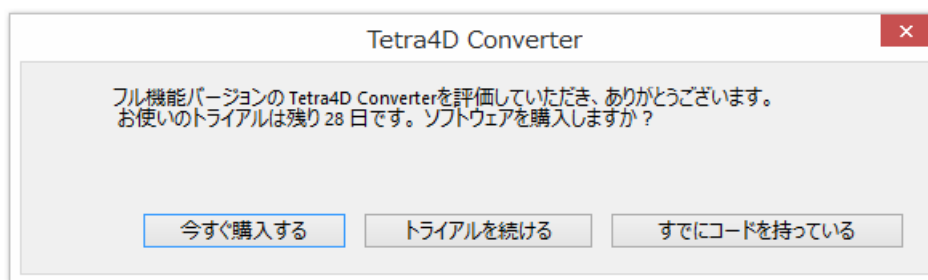 Tetra4D Converter
フル機能バージョンの Tetra4D Converterを評価していただき、ありがとうございます。
お使いのトライアルは残り 28 日です。ソフトウェアを購入しますか？
今すぐ購入する
トライアルを続ける
すでにコードを持っている